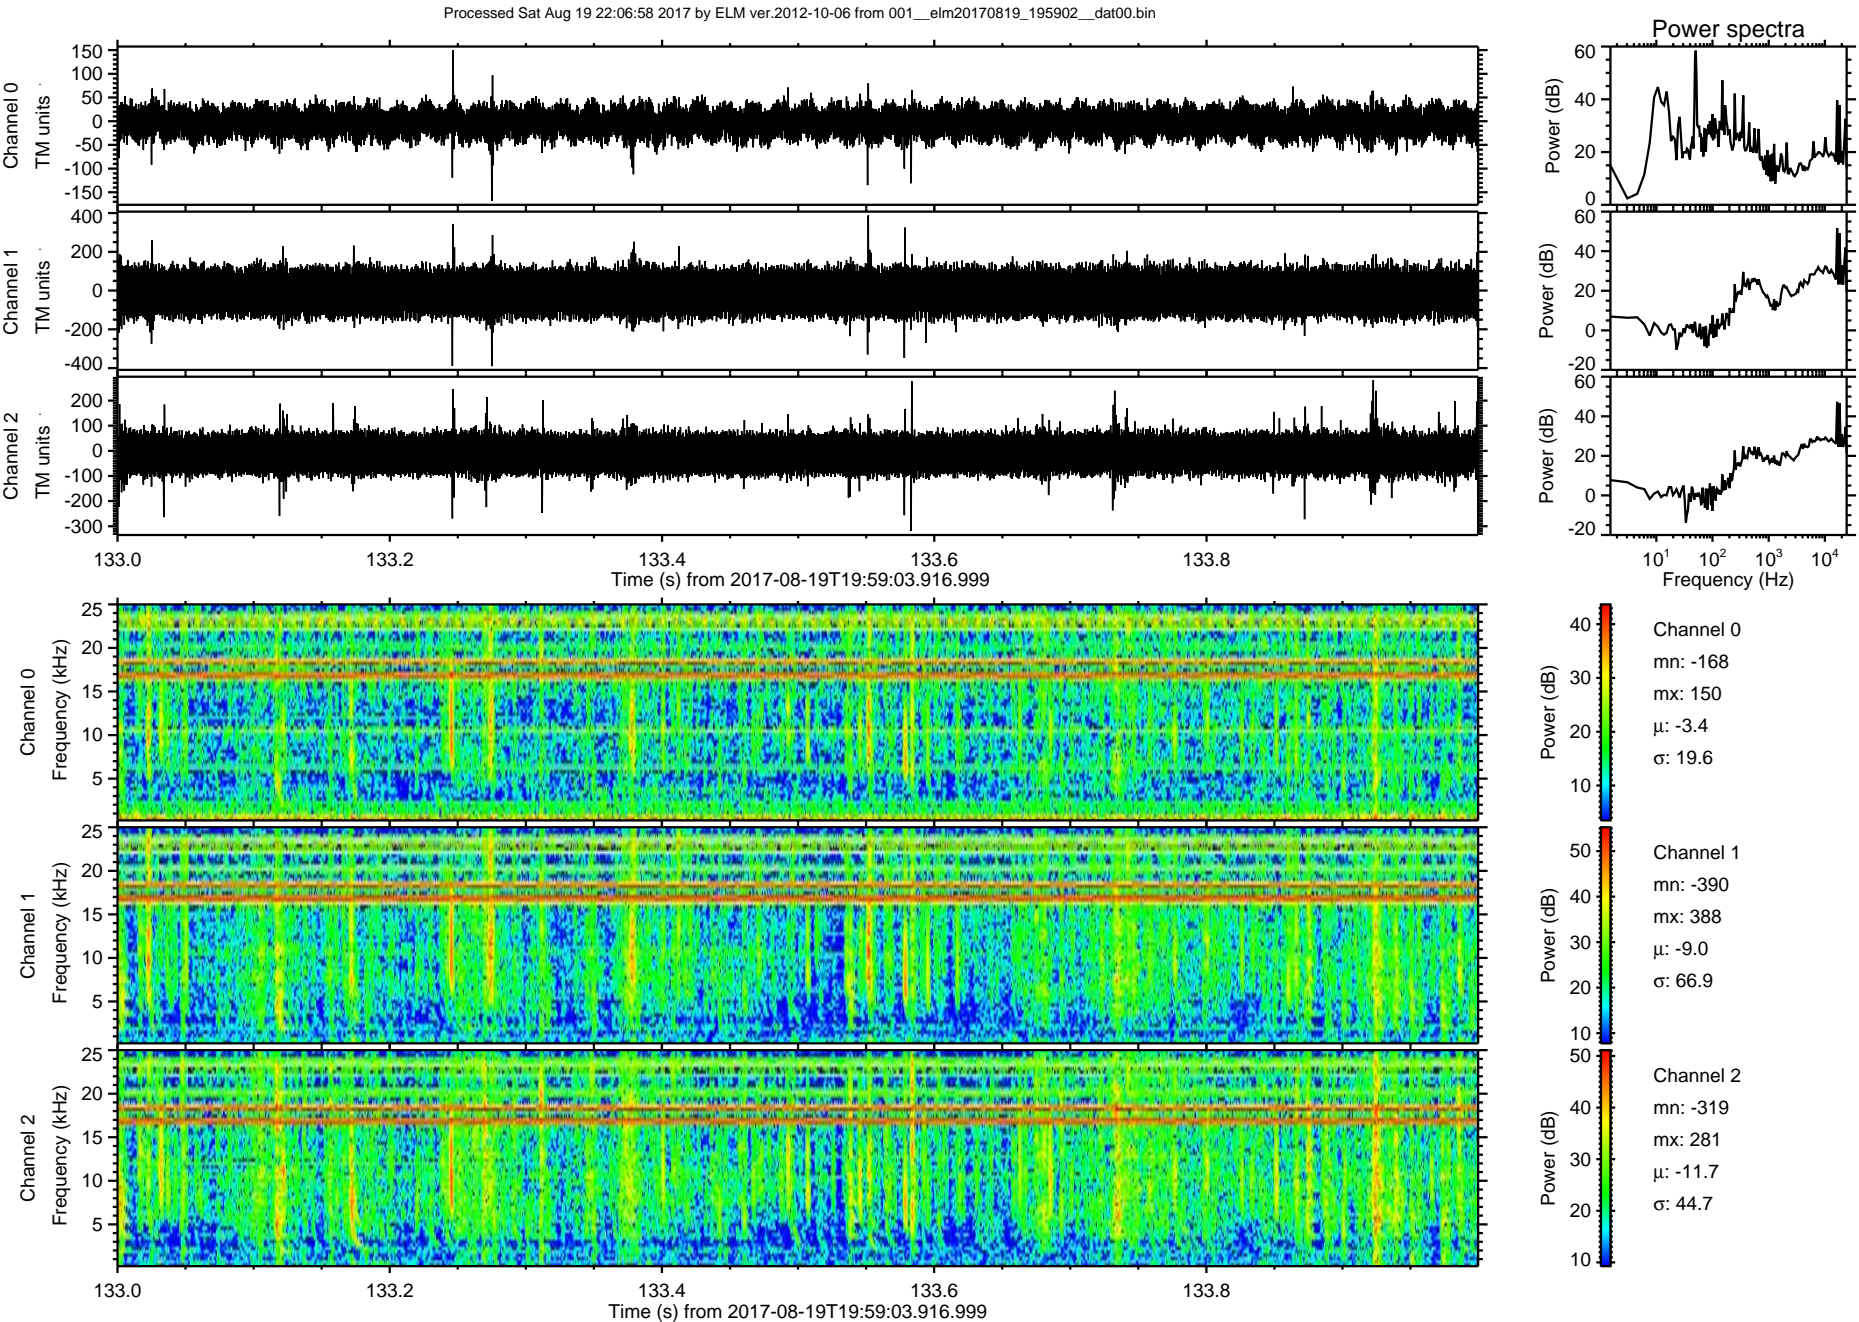 Processed Sat Aug 19 22:06:58 2017 by ELM ver.2012-10-06 from 001__elm20170819_195902__dat00.bin
Power spectra
Channel 0
TM units
150
100
50
0
-50
-100
-150
Power (dB)
60
40
20
0
Channel 1
TM units
400
200
0
-200
-400
Power (dB)
60
40
20
0
-20
Channel 2
TM units
200
100
0
-100
-200
-300
Power (dB)
60
40
20
0
-20
133.0 133.2 133.4 133.6 133.8
Time (s) from 2017-08-19T19:59:03.916.999
10^1 10^2 10^3 10^4
Frequency (Hz)
Channel 0
Frequency (kHz)
25
20
15
10
5
Power (dB)
40
30
20
10
Channel 0
mn: -168
mx: 150
µ: -3.4
σ: 19.6
Channel 1
Frequency (kHz)
25
20
15
10
5
Power (dB)
50
40
30
20
10
Channel 1
mn: -390
mx: 388
µ: -9.0
σ: 66.9
Channel 2
Frequency (kHz)
25
20
15
10
5
Power (dB)
50
40
30
20
10
Channel 2
mn: -319
mx: 281
µ: -11.7
σ: 44.7
133.0 133.2 133.4 133.6 133.8
Time (s) from 2017-08-19T19:59:03.916.999